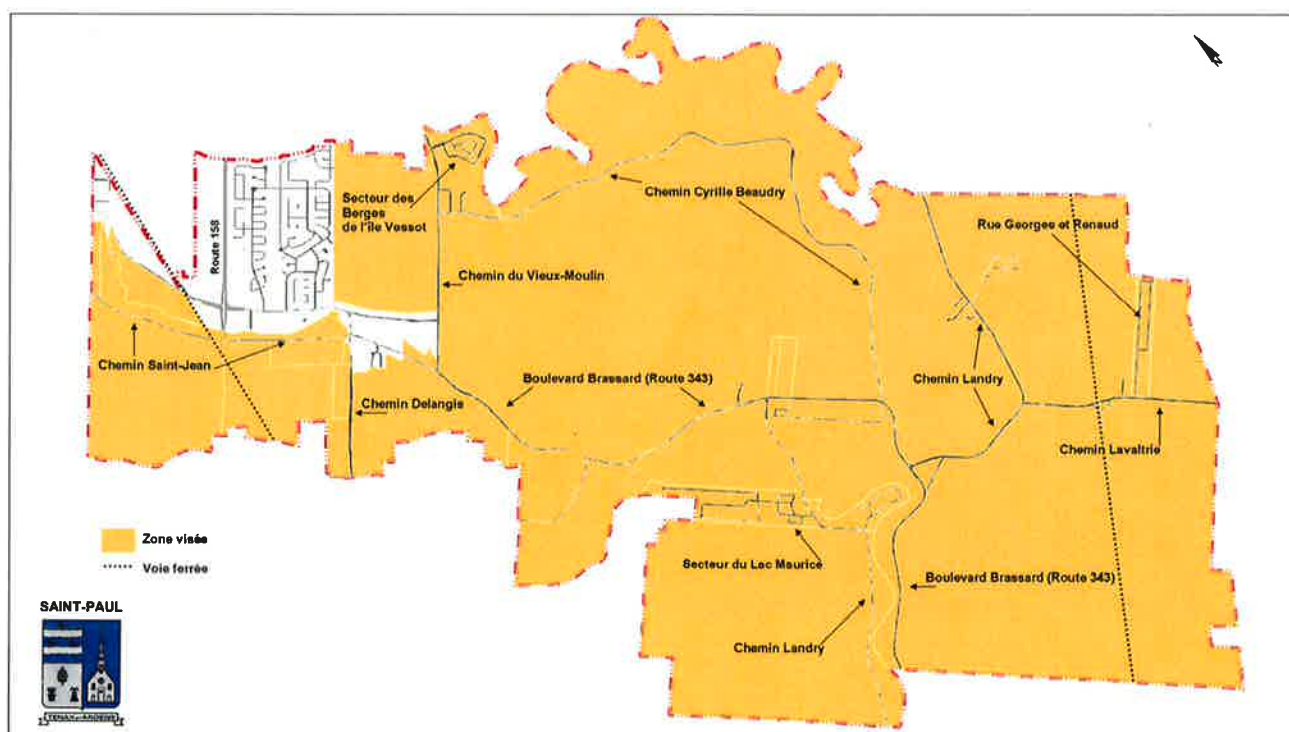 Secteur des
Berges
de l'île Vessot
Route 158
Chemin Cyrille Beaudry
Rue Georges et Renaud
Chemin du Vieux-Moulin
Chemin Saint-Jean
Boulevard Brassard (Route 343)
Chemin Delangis
Chemin Landry
Chemin Lavaltrie
Zone visée
Voie ferrée
Secteur du Lac Maurice
Boulevard Brassard (Route 343)
Chemin Landry
SAINT-PAUL